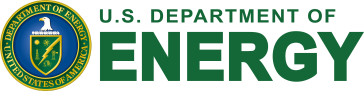 DEPARTMENT OF ENERGY
UNITED STATES OF AMERICA
U.S. DEPARTMENT OF
ENERGY